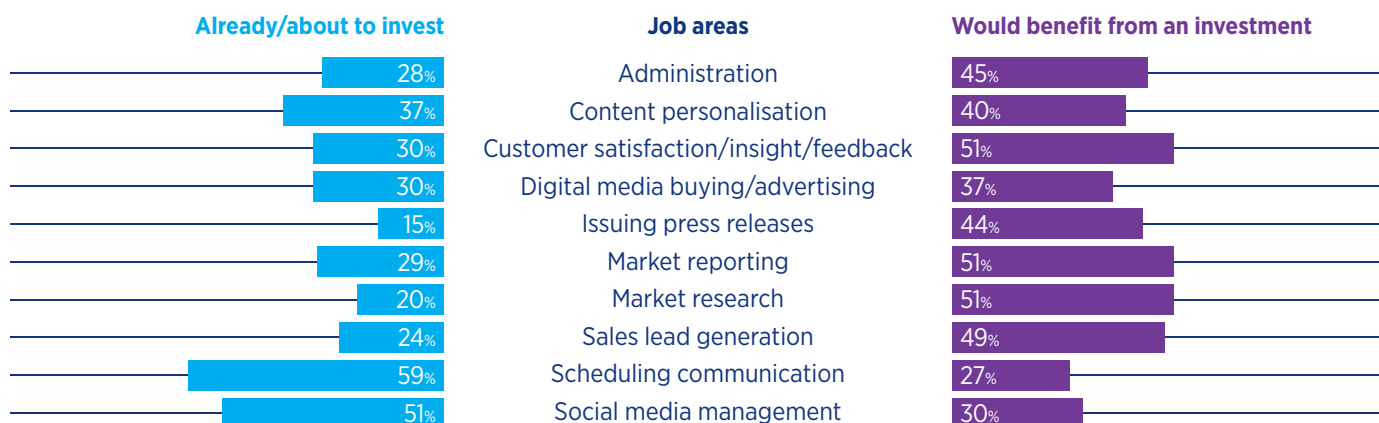 Already/about to invest Job areas Would benefit from an investment
28% Administration 45%
37% Content personalisation 40%
30% Customer satisfaction/insight/feedback 51%
30% Digital media buying/advertising 37%
15% Issuing press releases 44%
29% Market reporting 51%
20% Market research 51%
24% Sales lead generation 49%
59% Scheduling communication 27%
51% Social media management 30%